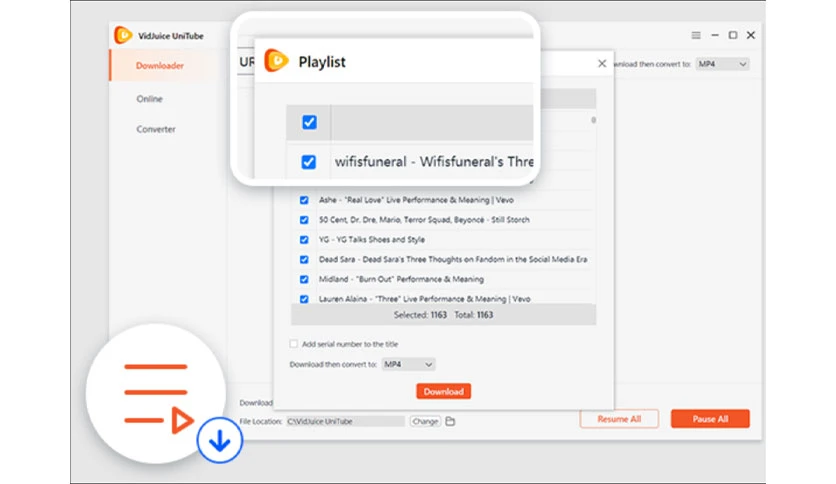 VidJuice UniTube
Downloader
Online
Converter
UR
Download then convert to: MP4
Playlist
wifisfuneral - Wifisfuneral's Thre
Ashe - "Real Love" Live Performance & Meaning | Vevo
50 Cent, Dr. Dre, Mario, Terror Squad, Beyoncé - Still Storch
YG - YG Talks Shoes and Style
Dead Sara - Dead Sara's Three Thoughts on Fandom in the Social Media Era
Midland - "Burn Out" Performance & Meaning
Lauren Alaina - "Three" Live Performance & Meaning | Vevo
Selected: 1163 Total: 1163
Add serial number to the title
Download then convert to: MP4
Download
Download
File Location: C:\VidJuice UniTube Change
Resume All Pause All